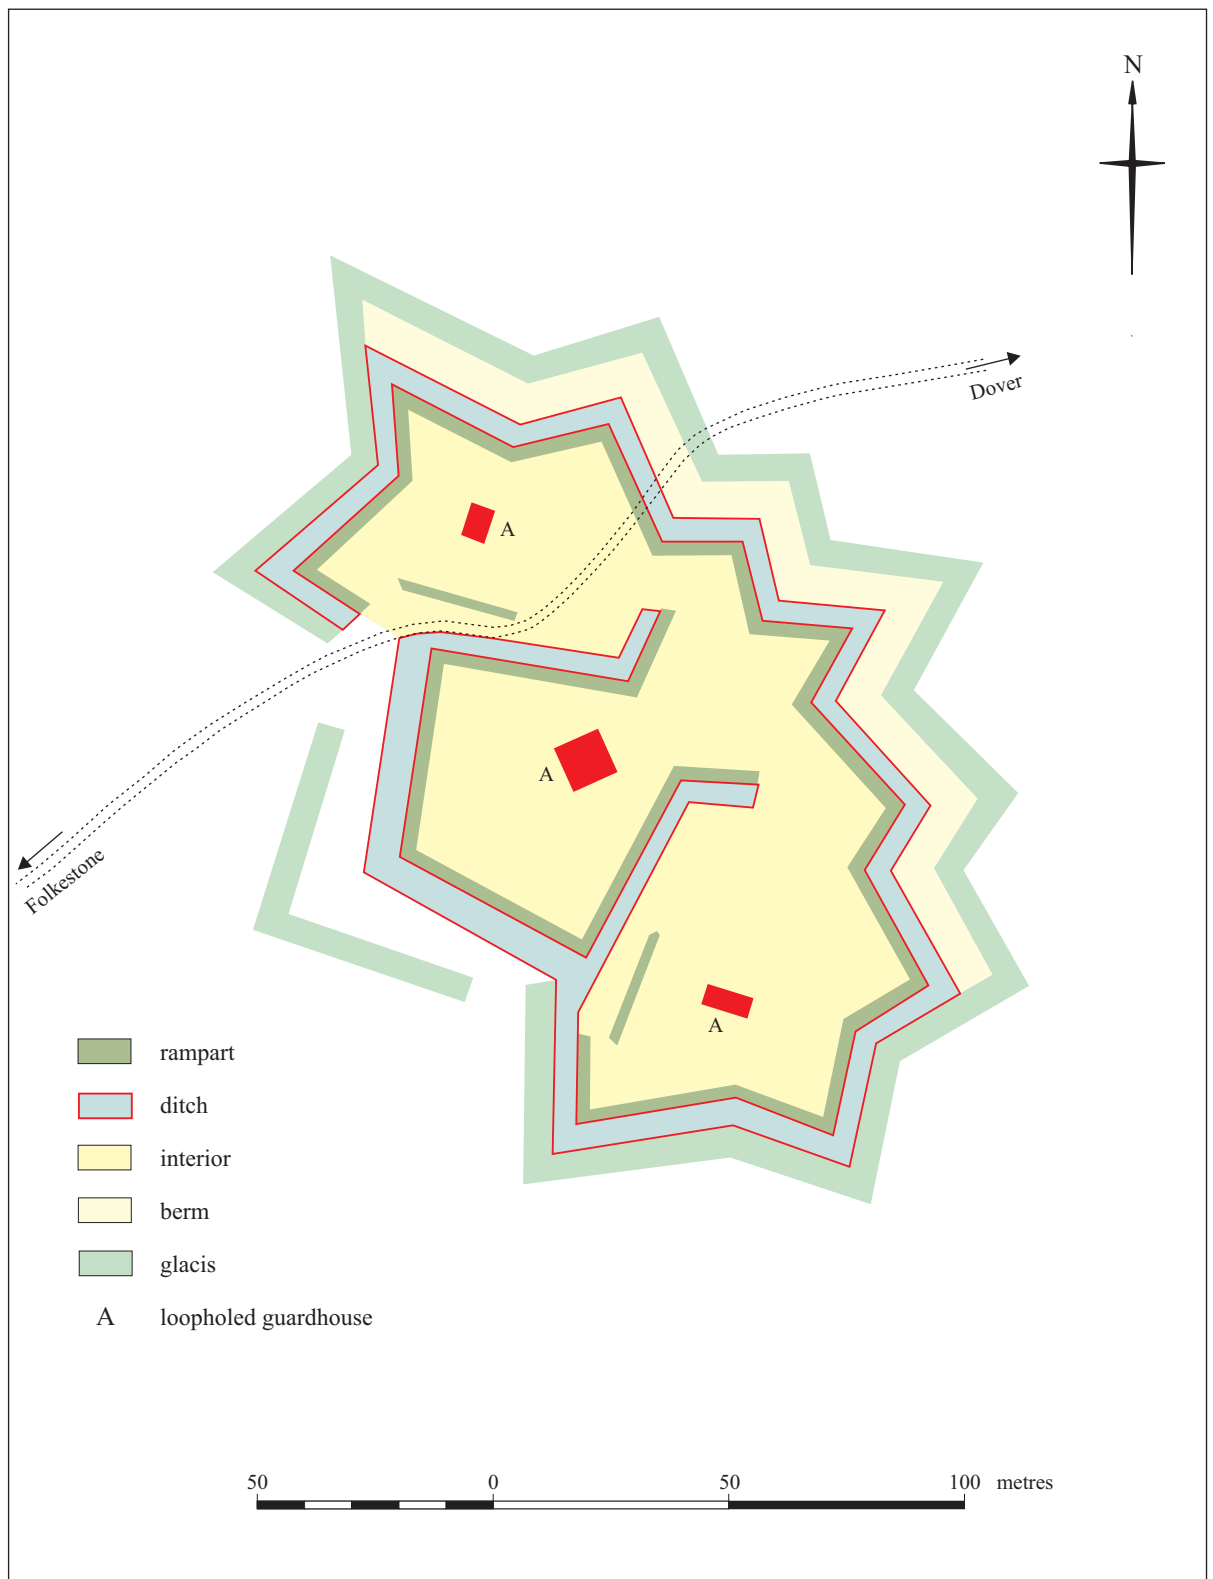 N
Dover
A
A
Folkestone
A
rampart
ditch
interior
berm
glacis
A loopholed guardhouse
50 0 50 100 metres